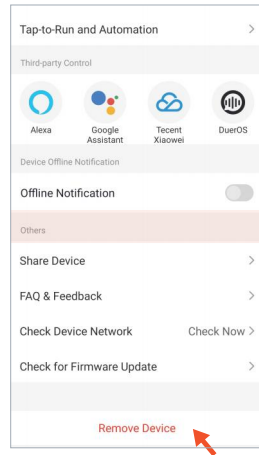 Tap-to-Run and Automation
Third-party Control
Alexa
Google
Assistant
Tecent
Xiaowei
DuerOS
Device Offline Notification
Offline Notification
Others
Share Device
FAQ & Feedback
Check Device Network Check Now
Check for Firmware Update
Remove Device